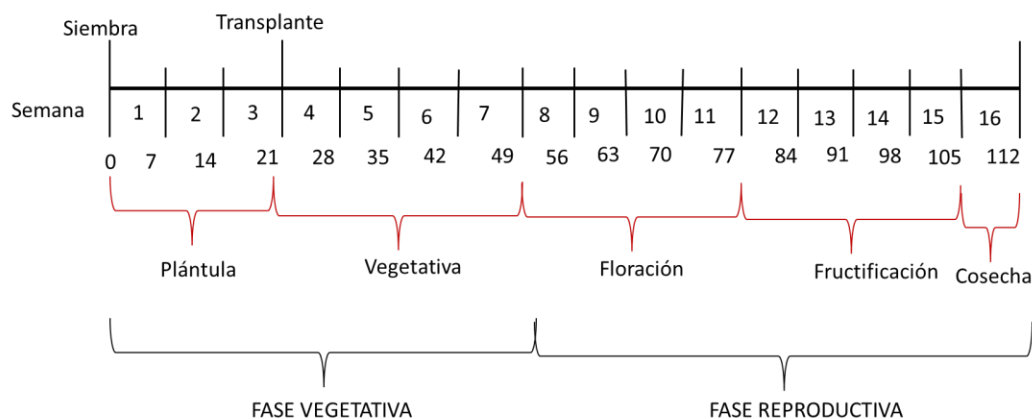 Siembra Transplante
Semana 1 2 3 4 5 6 7 8 9 10 11 12 13 14 15 16
0 7 14 21 28 35 42 49 56 63 70 77 84 91 98 105 112
Plántula Vegetativa Floración Fructificación Cosecha
FASE VEGETATIVA FASE REPRODUCTIVA